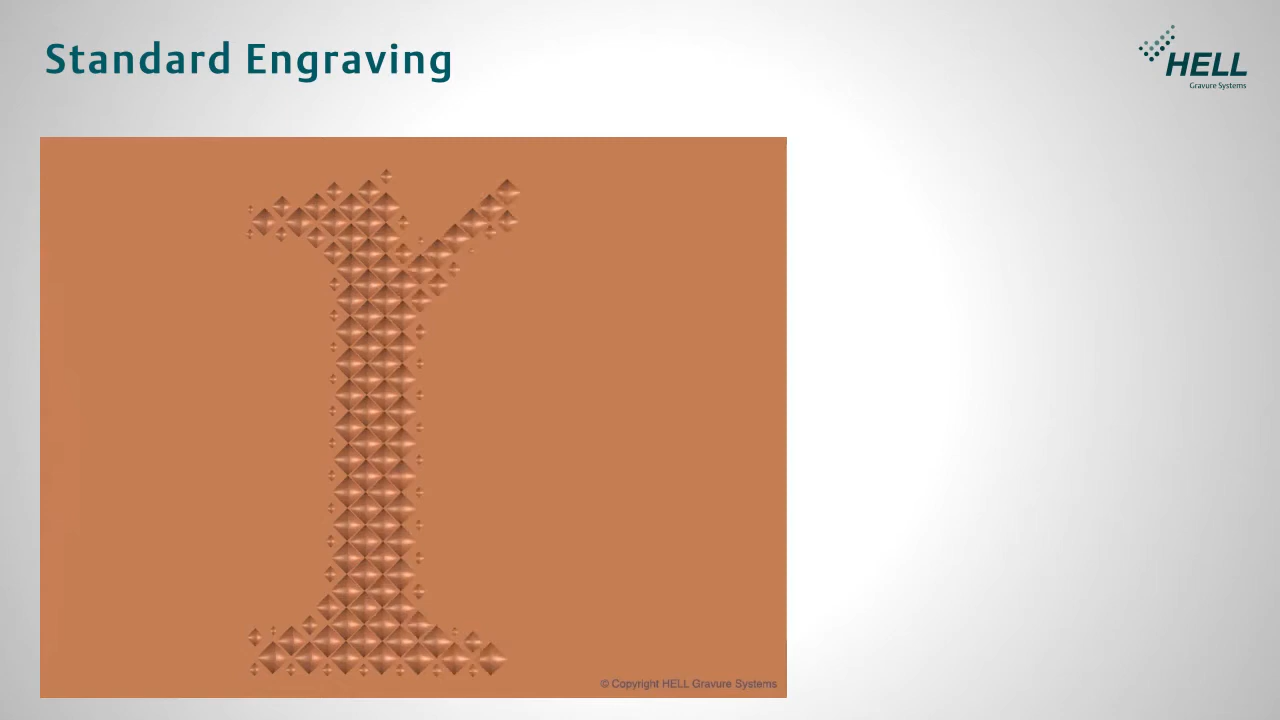 Standard Engraving
HELL
Gravure Systems
r
© Copyright HELL Gravure Systems